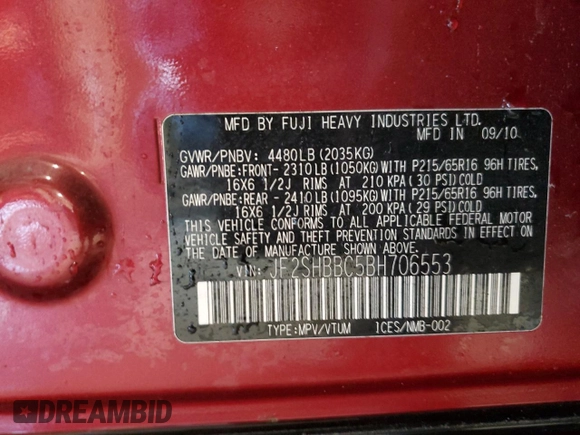 MFD BY FUJI HEAVY INDUSTRIES LTD.
MFD IN 09/10
GVWR/PNBV: 4480LB(2035KG)
GAWR/PNBE:FRONT-2310LB(1050KG)WITH P215/65R16 96H TIRES,
16X6 1/2J RIMS AT 210 KPA(30 PSI)COLD
GAWR/PNBE:REAR-2410LB(1095KG)WITH P215/65R16 96H TIRES,
16X6 1/2J RIMS AT 200 KPA(29 PSI)COLD
THIS VEHICLE CONFORMS TO ALL APPLICABLE FEDERAL MOTOR
VEHICLE SAFETY AND THEFT PREVENTION STANDARDS IN EFFECT ON
THE DATE OF MANUFACTURE SHOWN ABOVE.
VIN: JF2SHBBC5BH706553
TYPE:MPV/VTUM ICES/NMB-002
DREAMBID